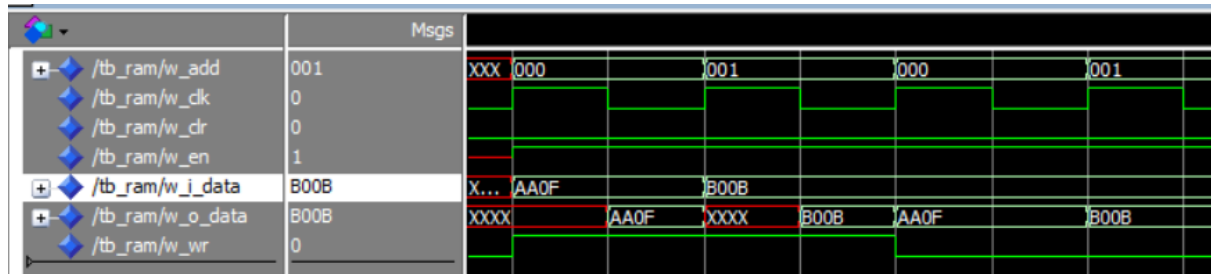 Msgs
/tb_ram/w_add 001 XXX 000 001 000 001
/tb_ram/w_clk 0
/tb_ram/w_clr 0
/tb_ram/w_en 1
/tb_ram/w_i_data B00B X... AA0F B00B
/tb_ram/w_o_data B00B XXXX AA0F XXXX B00B AA0F B00B
/tb_ram/w_wr 0